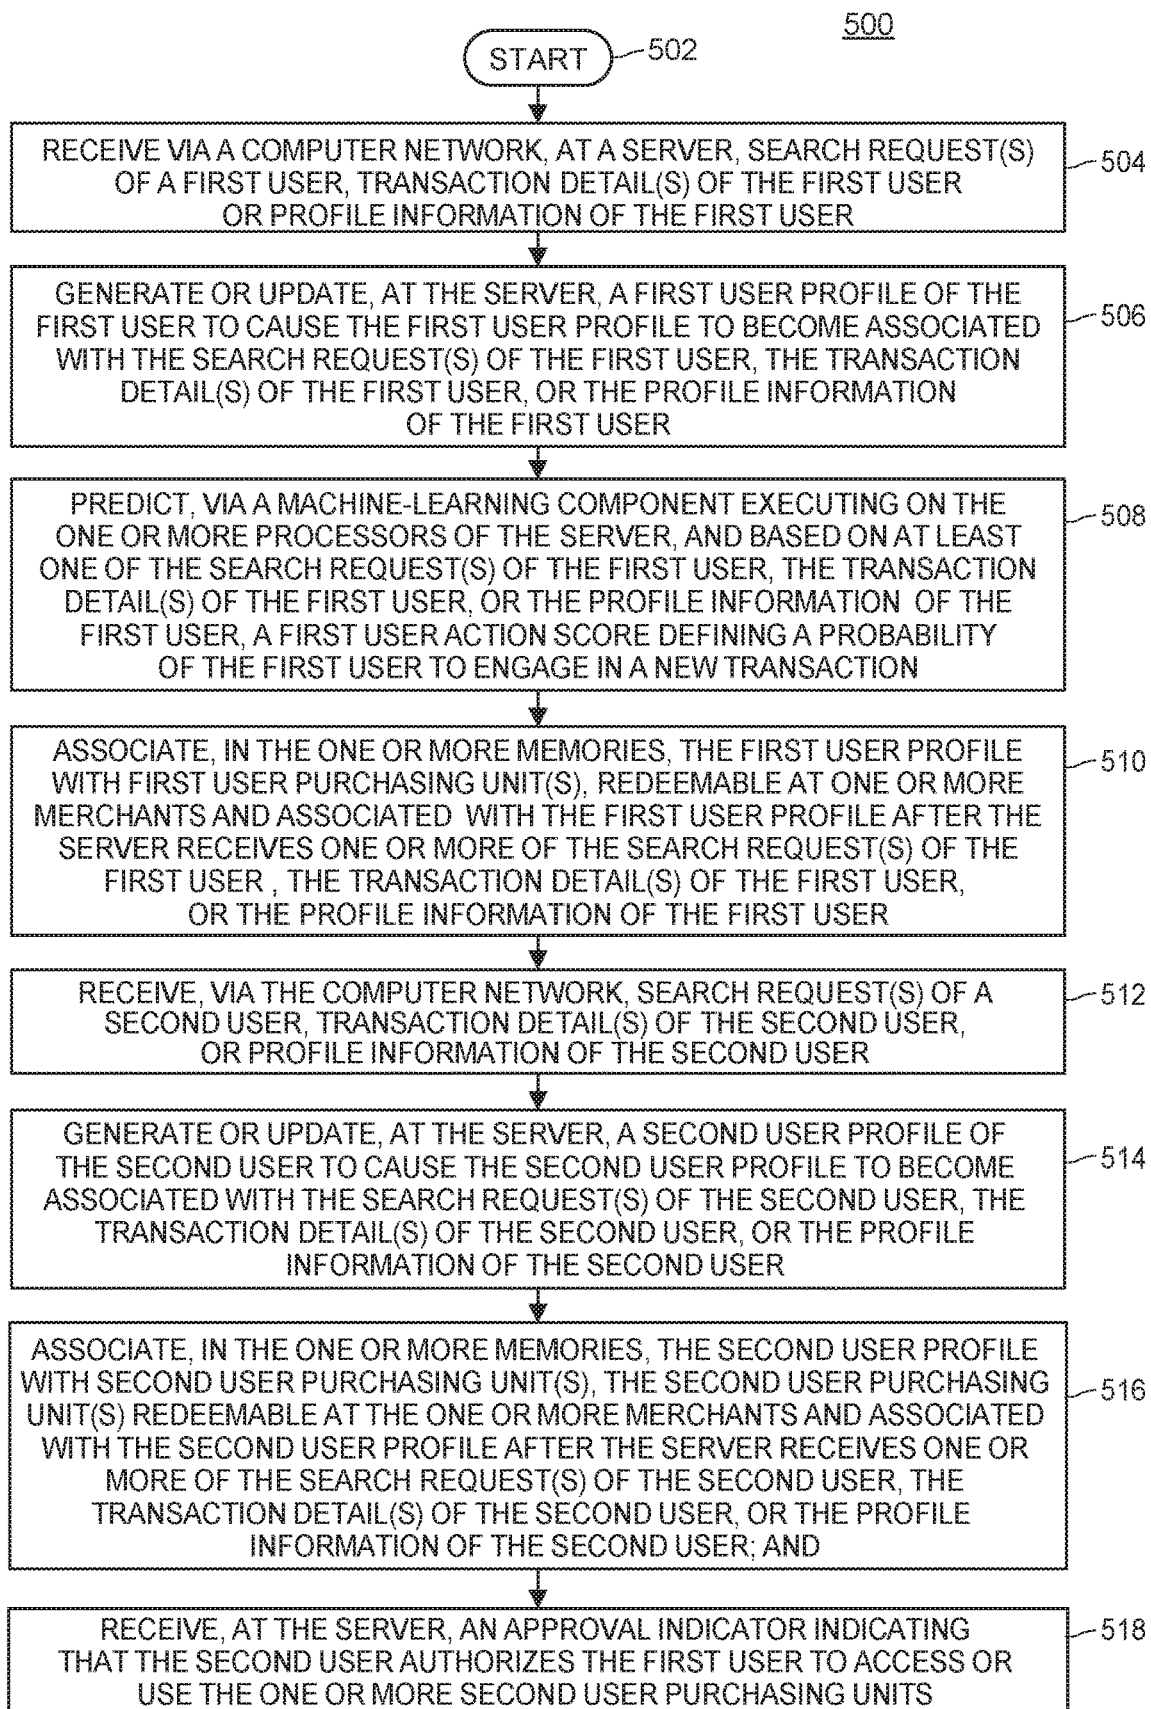 500
START
502
RECEIVE VIA A COMPUTER NETWORK, AT A SERVER, SEARCH REQUEST(S)
OF A FIRST USER, TRANSACTION DETAIL(S) OF THE FIRST USER
OR PROFILE INFORMATION OF THE FIRST USER
504
GENERATE OR UPDATE, AT THE SERVER, A FIRST USER PROFILE OF THE
FIRST USER TO CAUSE THE FIRST USER PROFILE TO BECOME ASSOCIATED
WITH THE SEARCH REQUEST(S) OF THE FIRST USER, THE TRANSACTION
DETAIL(S) OF THE FIRST USER, OR THE PROFILE INFORMATION
OF THE FIRST USER
506
PREDICT, VIA A MACHINE-LEARNING COMPONENT EXECUTING ON THE
ONE OR MORE PROCESSORS OF THE SERVER, AND BASED ON AT LEAST
ONE OF THE SEARCH REQUEST(S) OF THE FIRST USER, THE TRANSACTION
DETAIL(S) OF THE FIRST USER, OR THE PROFILE INFORMATION OF THE
FIRST USER, A FIRST USER ACTION SCORE DEFINING A PROBABILITY
OF THE FIRST USER TO ENGAGE IN A NEW TRANSACTION
508
ASSOCIATE, IN THE ONE OR MORE MEMORIES, THE FIRST USER PROFILE
WITH FIRST USER PURCHASING UNIT(S), REDEEMABLE AT ONE OR MORE
MERCHANTS AND ASSOCIATED WITH THE FIRST USER PROFILE AFTER THE
SERVER RECEIVES ONE OR MORE OF THE SEARCH REQUEST(S) OF THE
FIRST USER , THE TRANSACTION DETAIL(S) OF THE FIRST USER,
OR THE PROFILE INFORMATION OF THE FIRST USER
510
RECEIVE, VIA THE COMPUTER NETWORK, SEARCH REQUEST(S) OF A
SECOND USER, TRANSACTION DETAIL(S) OF THE SECOND USER,
OR PROFILE INFORMATION OF THE SECOND USER
512
GENERATE OR UPDATE, AT THE SERVER, A SECOND USER PROFILE OF
THE SECOND USER TO CAUSE THE SECOND USER PROFILE TO BECOME
ASSOCIATED WITH THE SEARCH REQUEST(S) OF THE SECOND USER, THE
TRANSACTION DETAIL(S) OF THE SECOND USER, OR THE PROFILE
INFORMATION OF THE SECOND USER
514
ASSOCIATE, IN THE ONE OR MORE MEMORIES, THE SECOND USER PROFILE
WITH SECOND USER PURCHASING UNIT(S), THE SECOND USER PURCHASING
UNIT(S) REDEEMABLE AT THE ONE OR MORE MERCHANTS AND ASSOCIATED
WITH THE SECOND USER PROFILE AFTER THE SERVER RECEIVES ONE OR
MORE OF THE SEARCH REQUEST(S) OF THE SECOND USER, THE
TRANSACTION DETAIL(S) OF THE SECOND USER, OR THE PROFILE
INFORMATION OF THE SECOND USER; AND
516
RECEIVE, AT THE SERVER, AN APPROVAL INDICATOR INDICATING
THAT THE SECOND USER AUTHORIZES THE FIRST USER TO ACCESS OR
USE THE ONE OR MORE SECOND USER PURCHASING UNITS
518